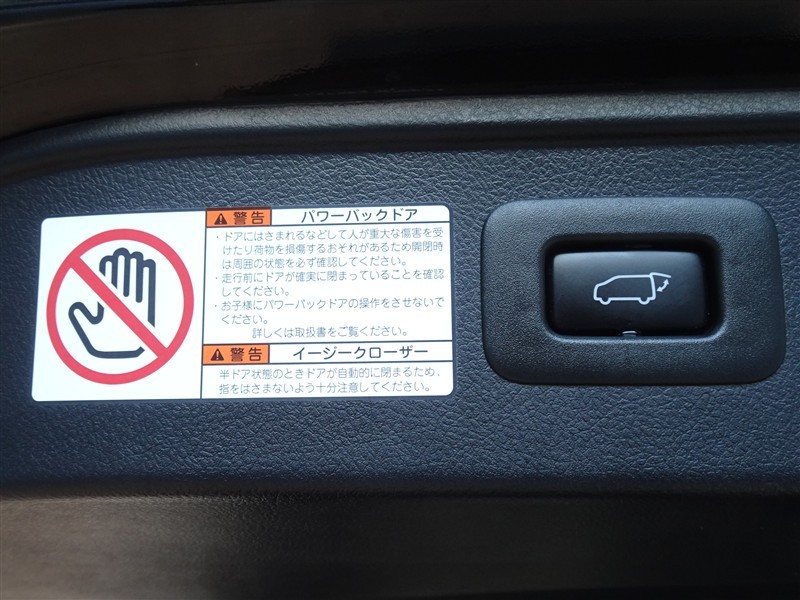 警告 パワーバックドア
・ドアにはさまれるなどして人が重大な傷害を受
けたり荷物を損傷するおそれがあるため開閉時
は周囲の状態を必ず確認してください。
・走行前にドアが確実に閉まっていることを確認
してください。
・お子様にパワーバックドアの操作をさせないで
ください。
詳しくは取扱書をご覧ください。
警告 イージークローザー
半ドア状態のときドアが自動的に閉まるため、
指をはさまないよう十分注意してください。